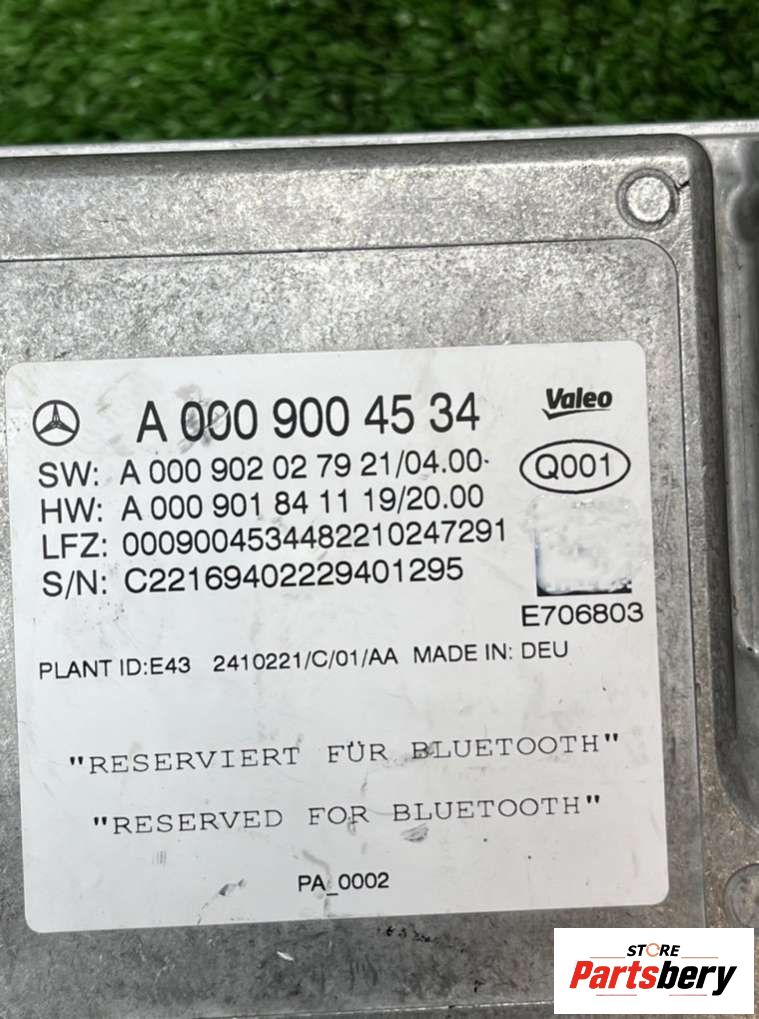 A 000 900 45 34
Valeo
SW: A 000 902 02 79 21/04.00
Q001
HW: A 000 901 84 11 19/20.00
LFZ: 0009004534482210247291
S/N: C22169402229401295
E706803
PLANT ID:E43 2410221/C/01/AA MADE IN: DEU
"RESERVIERT FÜR BLUETOOTH"
"RESERVED FOR BLUETOOTH"
PA_0002
STORE
Partsbery